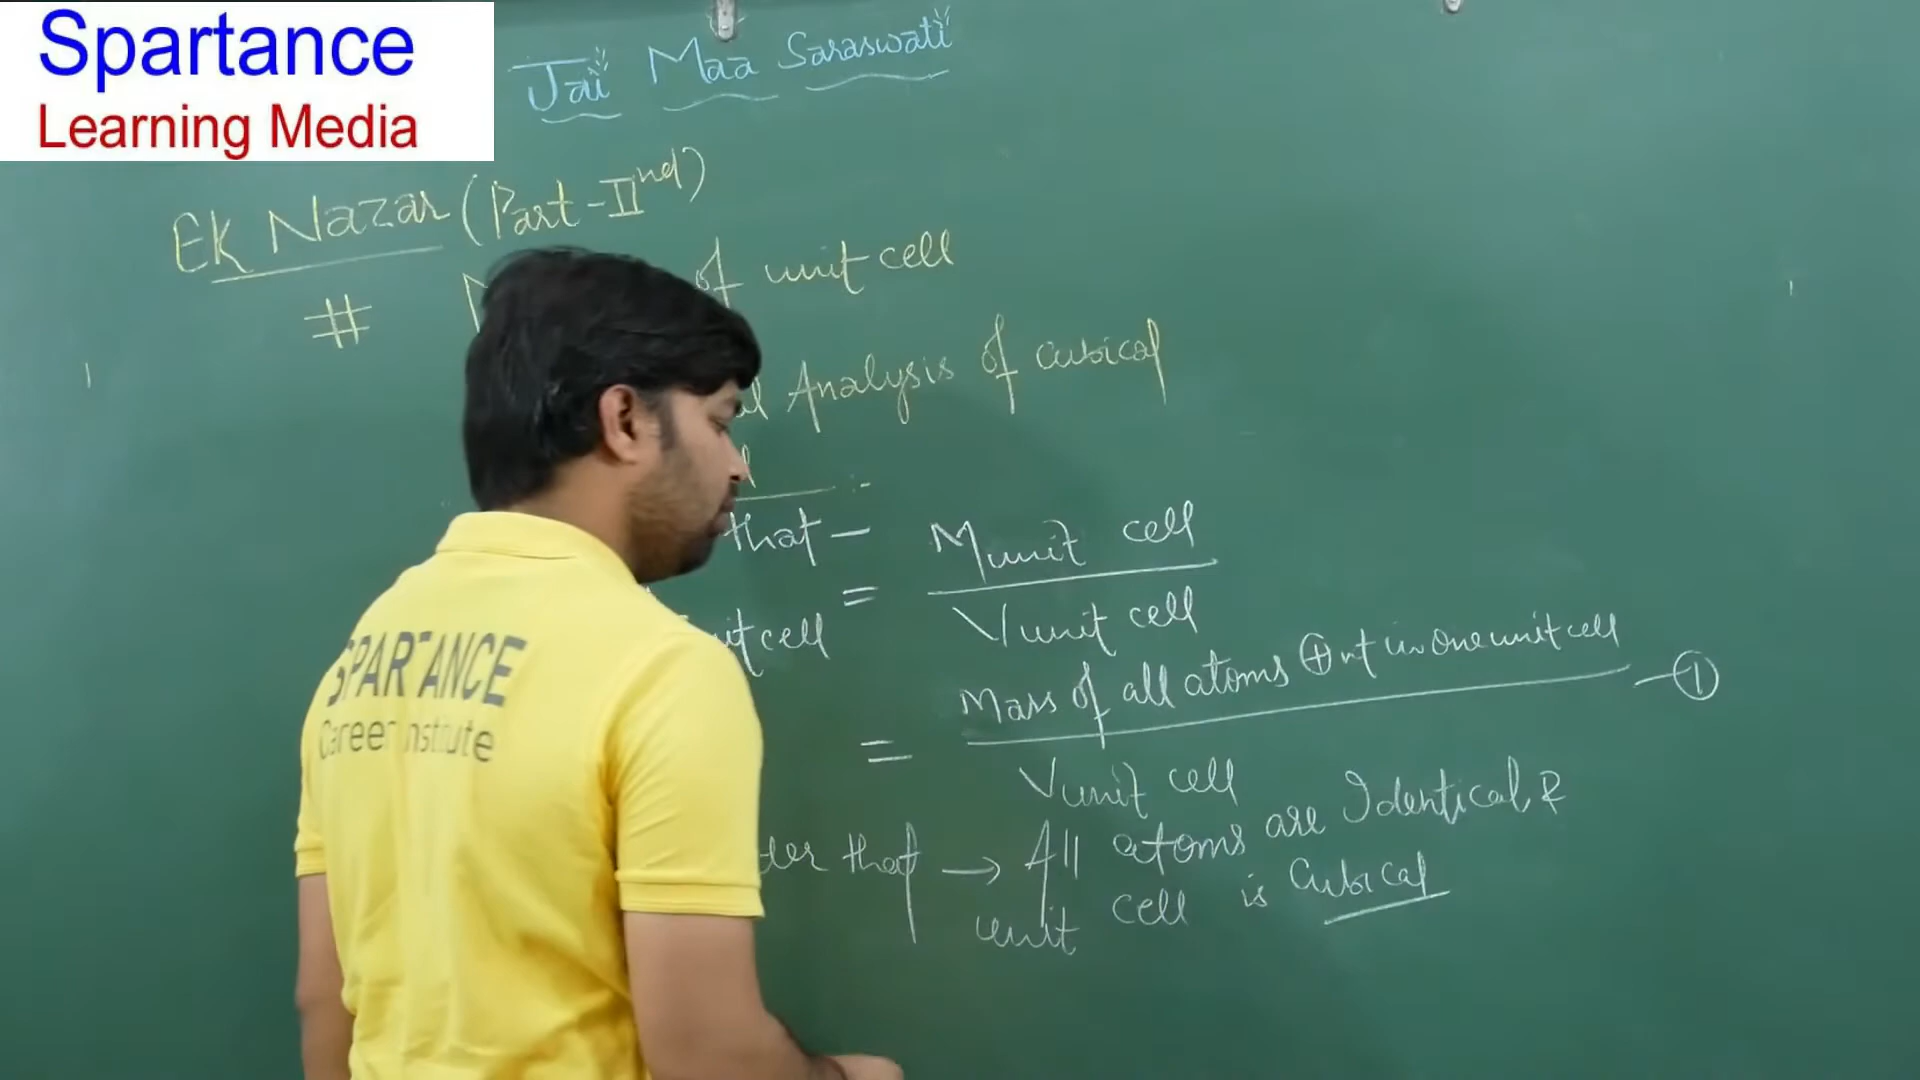 Spartance
Learning Media
Jai Maa Saraswati
Ek Nazar (Part-IInd)
# of unit cell
Analysis of cubical
that —
unit cell = Munit cell / Vunit cell
= Mass of all atoms ⊕nt in one unit cell / Vunit cell — ①
that → All atoms are Identical &
unit cell is Cubical
SPARTANCE
Career Institute